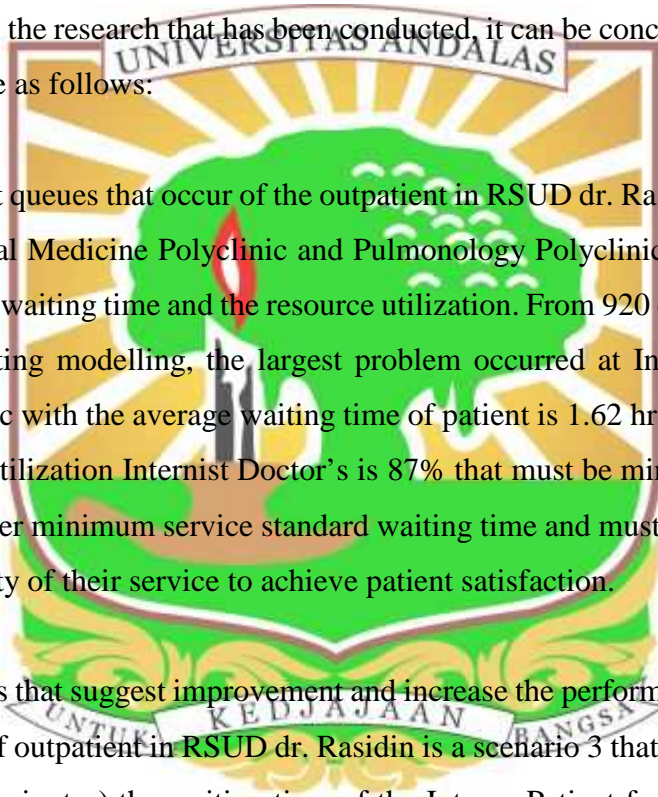 the research that has been conducted, it can be conc
UNIVERSITAS ANDALAS
e as follows:
t queues that occur of the outpatient in RSUD dr. Ra
al Medicine Polyclinic and Pulmonology Polyclinic
waiting time and the resource utilization. From 920
ting modelling, the largest problem occurred at In
c with the average waiting time of patient is 1.62 hr
tilization Internist Doctor's is 87% that must be min
er minimum service standard waiting time and must
ty of their service to achieve patient satisfaction.
s that suggest improvement and increase the perform
UNTUK KEDJAJAAN BANGSA
f outpatient in RSUD dr. Rasidin is a scenario 3 that